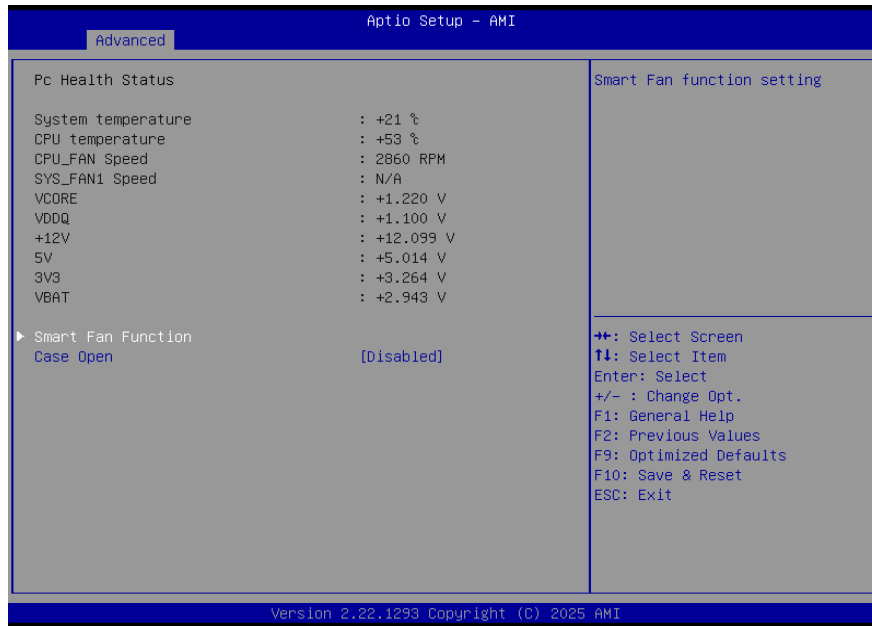 Aptio Setup - AMI
Advanced
Pc Health Status
System temperature : +21 ℃
CPU temperature : +53 ℃
CPU_FAN Speed : 2860 RPM
SYS_FAN1 Speed : N/A
VCORE : +1.220 V
VDDQ : +1.100 V
+12V : +12.099 V
5V : +5.014 V
3V3 : +3.264 V
VBAT : +2.943 V
Smart Fan Function
Case Open [Disabled]
Smart Fan function setting
→←: Select Screen
↑↓: Select Item
Enter: Select
+/- : Change Opt.
F1: General Help
F2: Previous Values
F9: Optimized Defaults
F10: Save & Reset
ESC: Exit
Version 2.22.1293 Copyright (C) 2025 AMI